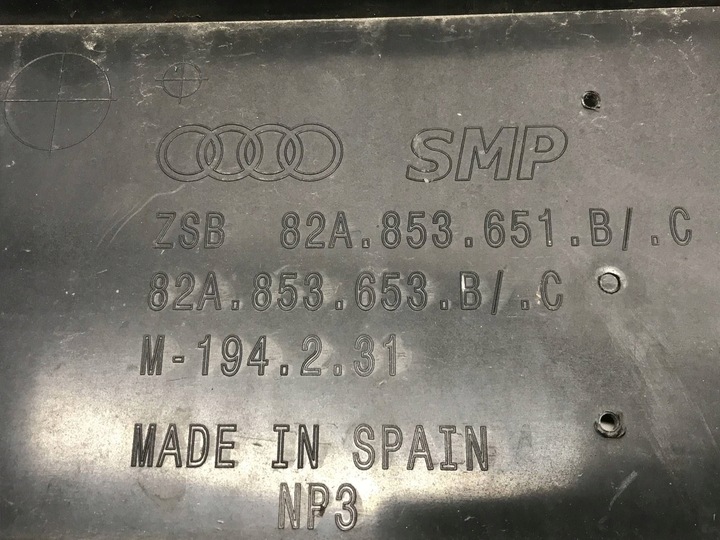 SMP
ZSB 82A.853.651.B/.C
82A.853.653.B/.C
M-194.2.31
MADE IN SPAIN
NP3